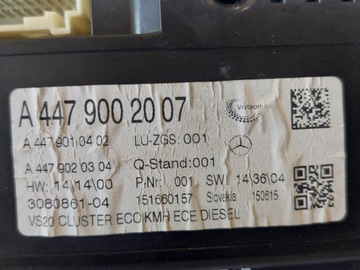 A 447 900 20 07
Visteon
A 447 901 04 02 LU-ZGS: 001
A 447 902 03 04 Q-Stand: 001
HW: 14/14/00 P.Nr: 001 SW: 14/36/04
3080861-04 151660157 Slovakia 150615
VS20 CLUSTER ECO KMH ECE DIESEL